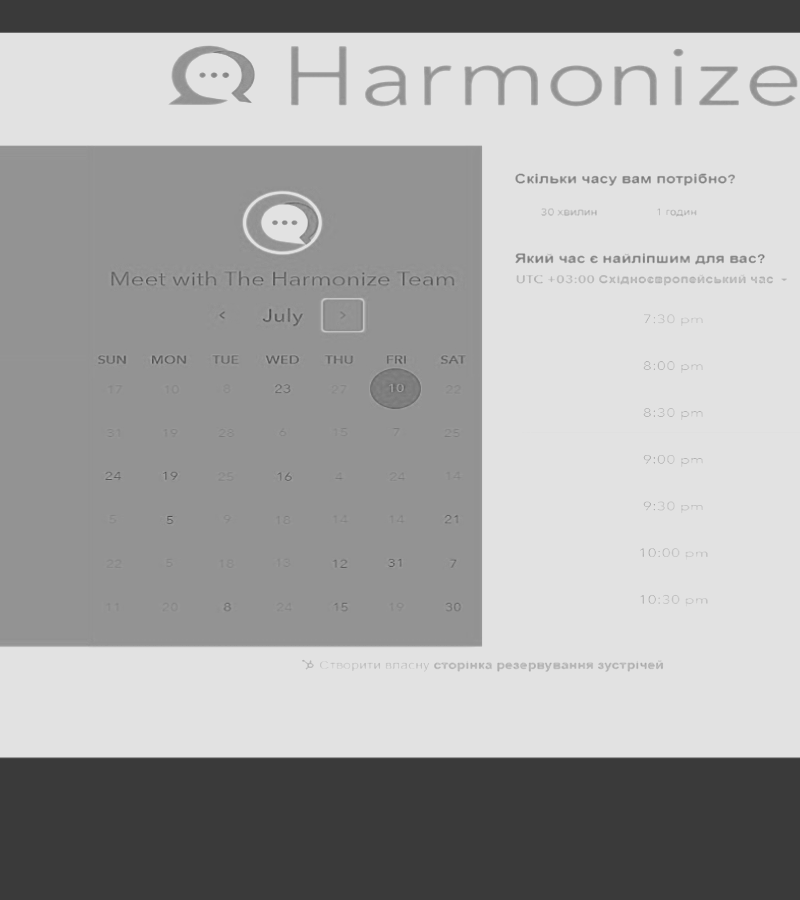 Harmonize
Meet with The Harmonize Team
< July >
SUN MON TUE WED THU FRI SAT
17 10 8 23 27 10 22
31 19 28 6 15 7 25
24 19 25 16 4 24 14
5 5 9 18 14 14 21
22 5 18 13 12 31 7
11 20 8 24 15 19 30
Скільки часу вам потрібно?
30 хвилин 1 годин
Який час є найліпшим для вас?
UTC +03:00 Східноєвропейський час
7:30 pm
8:00 pm
8:30 pm
9:00 pm
9:30 pm
10:00 pm
10:30 pm
Створити власну сторінка резервування зустрічей